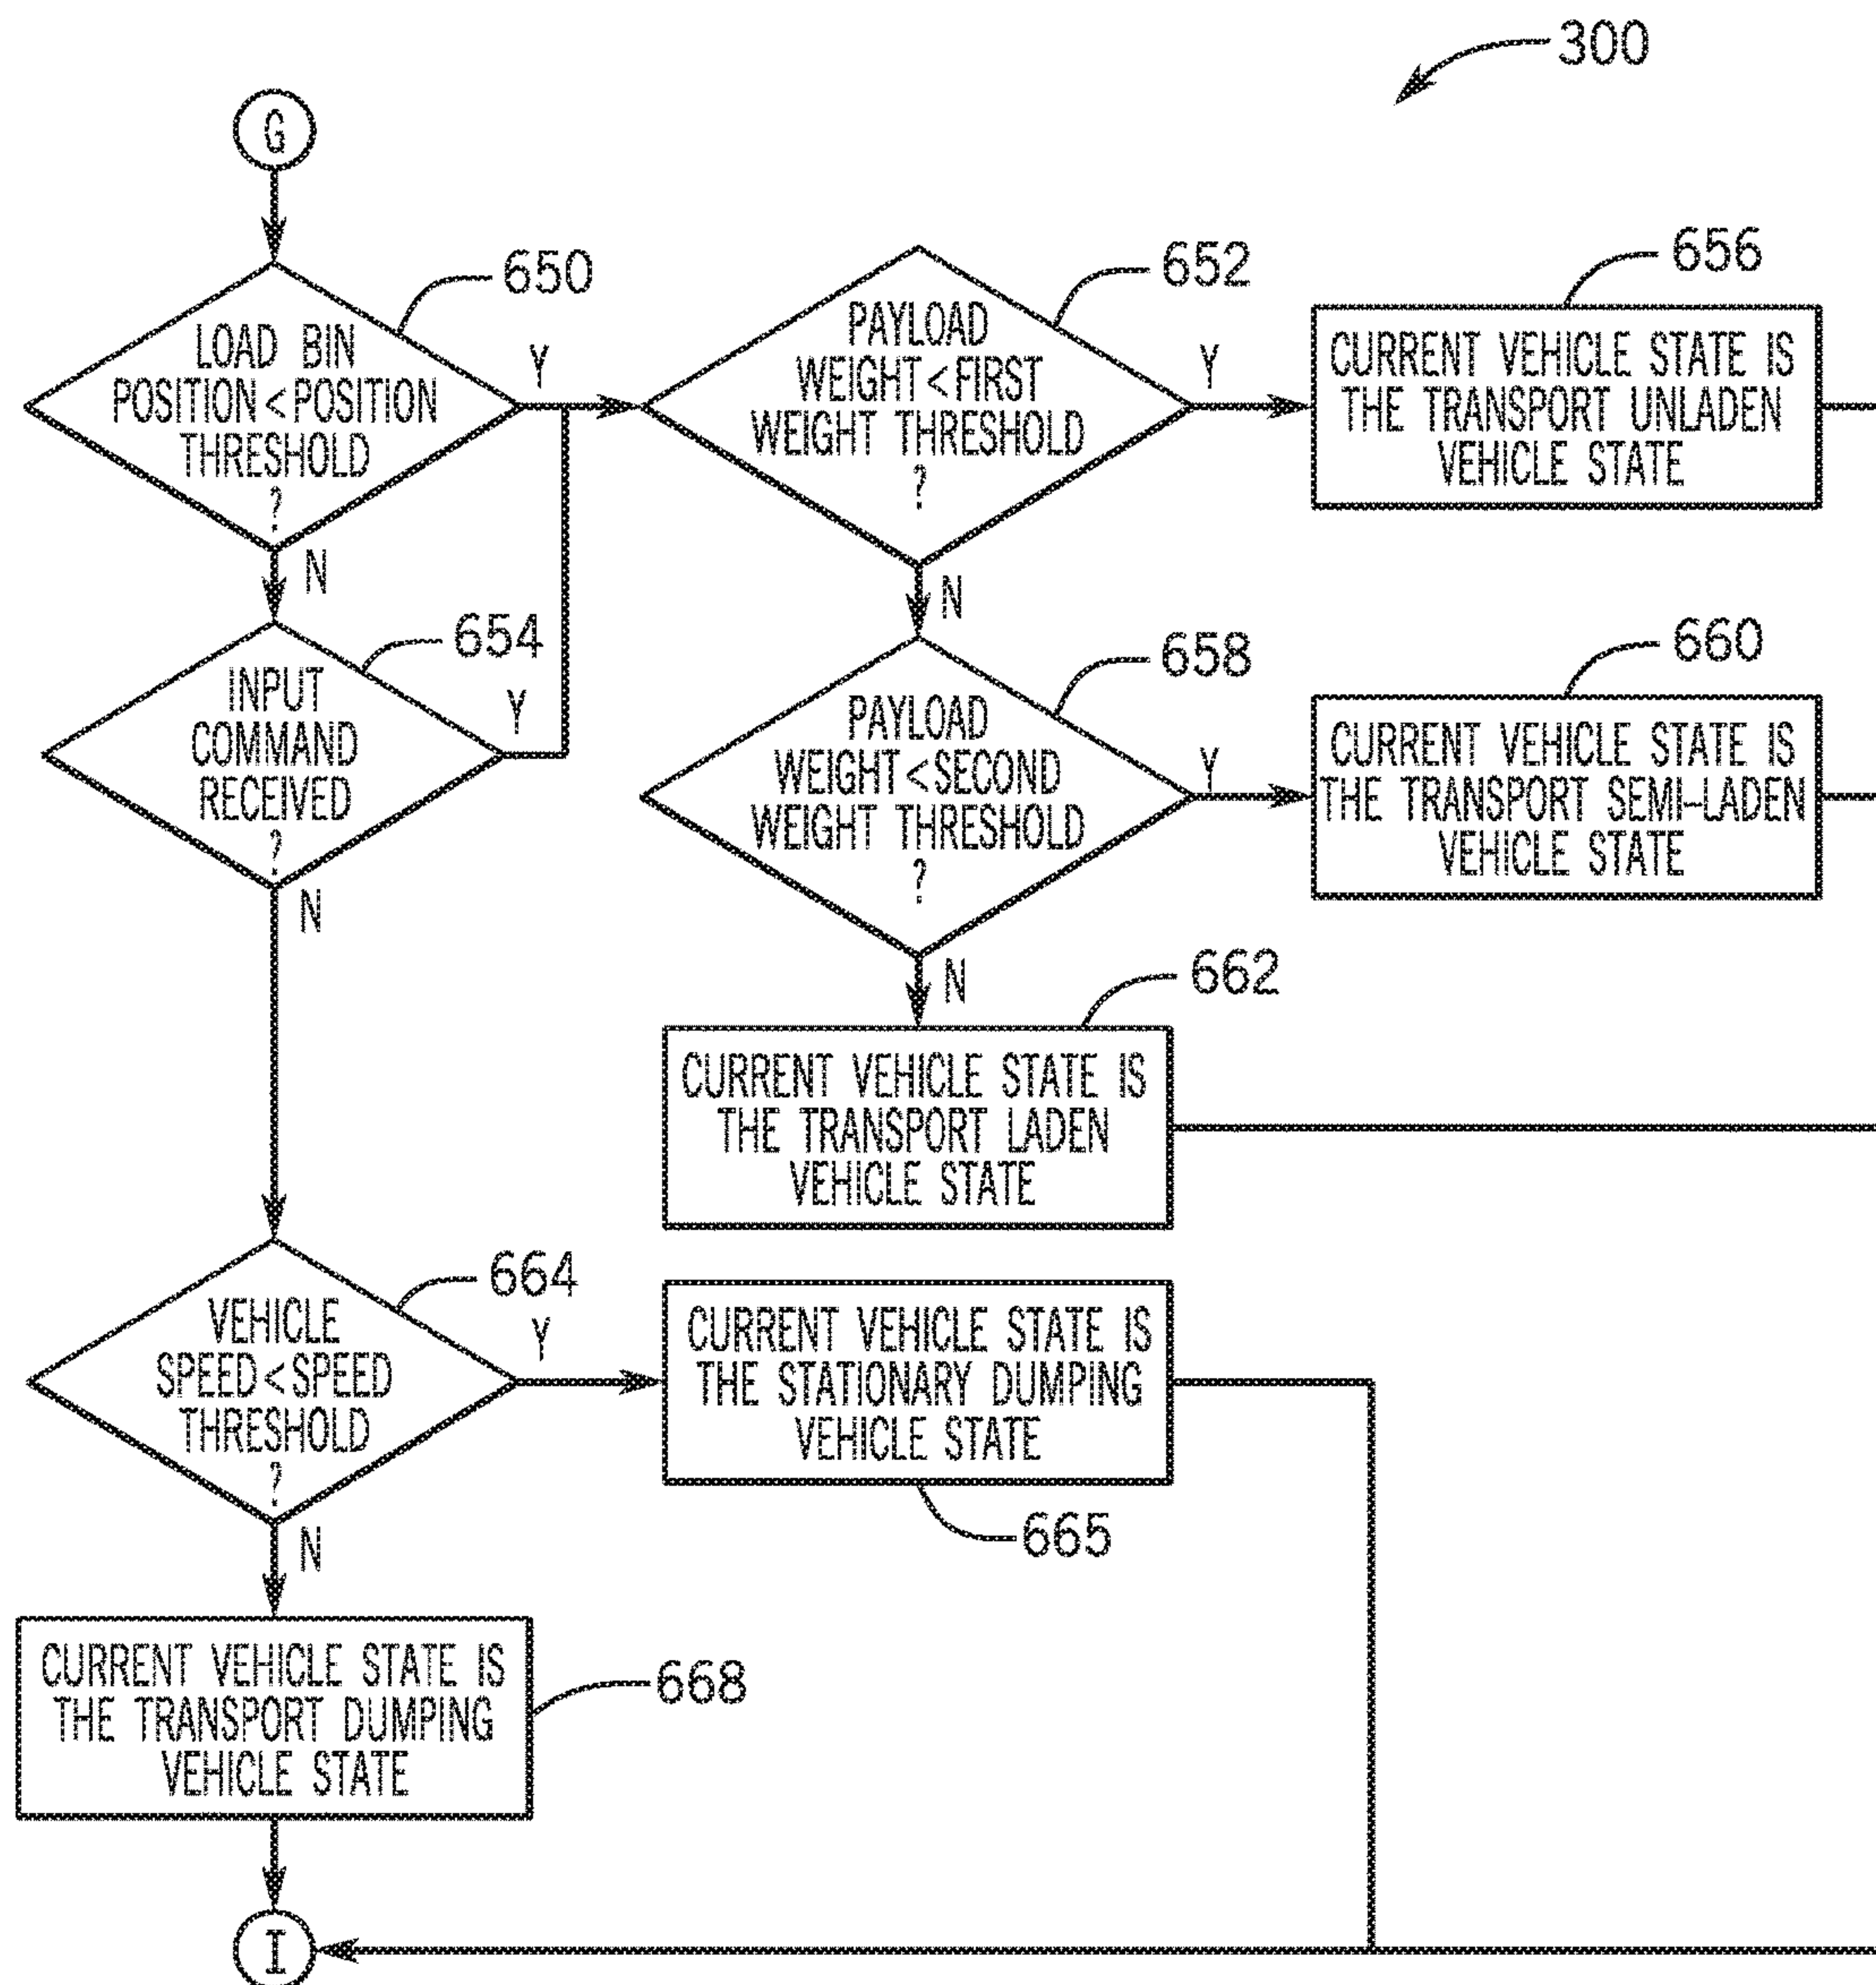 300
G
650
LOAD BIN
POSITION < POSITION
THRESHOLD
?
Y
N
652
PAYLOAD
WEIGHT < FIRST
WEIGHT THRESHOLD
?
Y
N
656
CURRENT VEHICLE STATE IS
THE TRANSPORT UNLADEN
VEHICLE STATE
654
INPUT
COMMAND
RECEIVED
?
Y
N
658
PAYLOAD
WEIGHT < SECOND
WEIGHT THRESHOLD
?
Y
N
660
CURRENT VEHICLE STATE IS
THE TRANSPORT SEMI-LADEN
VEHICLE STATE
662
CURRENT VEHICLE STATE IS
THE TRANSPORT LADEN
VEHICLE STATE
664
VEHICLE
SPEED < SPEED
THRESHOLD
?
Y
N
CURRENT VEHICLE STATE IS
THE STATIONARY DUMPING
VEHICLE STATE
665
CURRENT VEHICLE STATE IS
THE TRANSPORT DUMPING
VEHICLE STATE
668
I